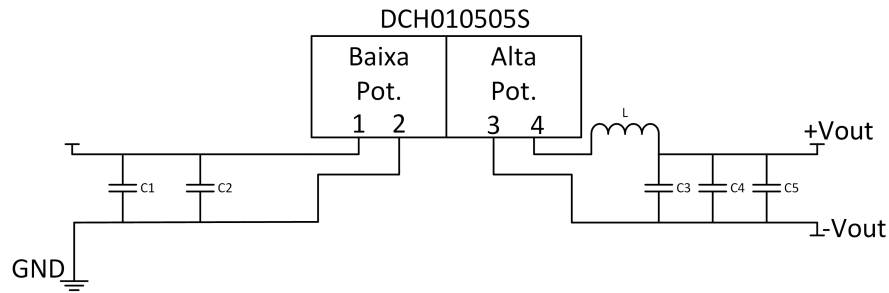 DCH010505S
Baixa Pot.
Alta Pot.
1 2
3 4
L
+Vout
C1
C2
C3
C4
C5
-Vout
GND